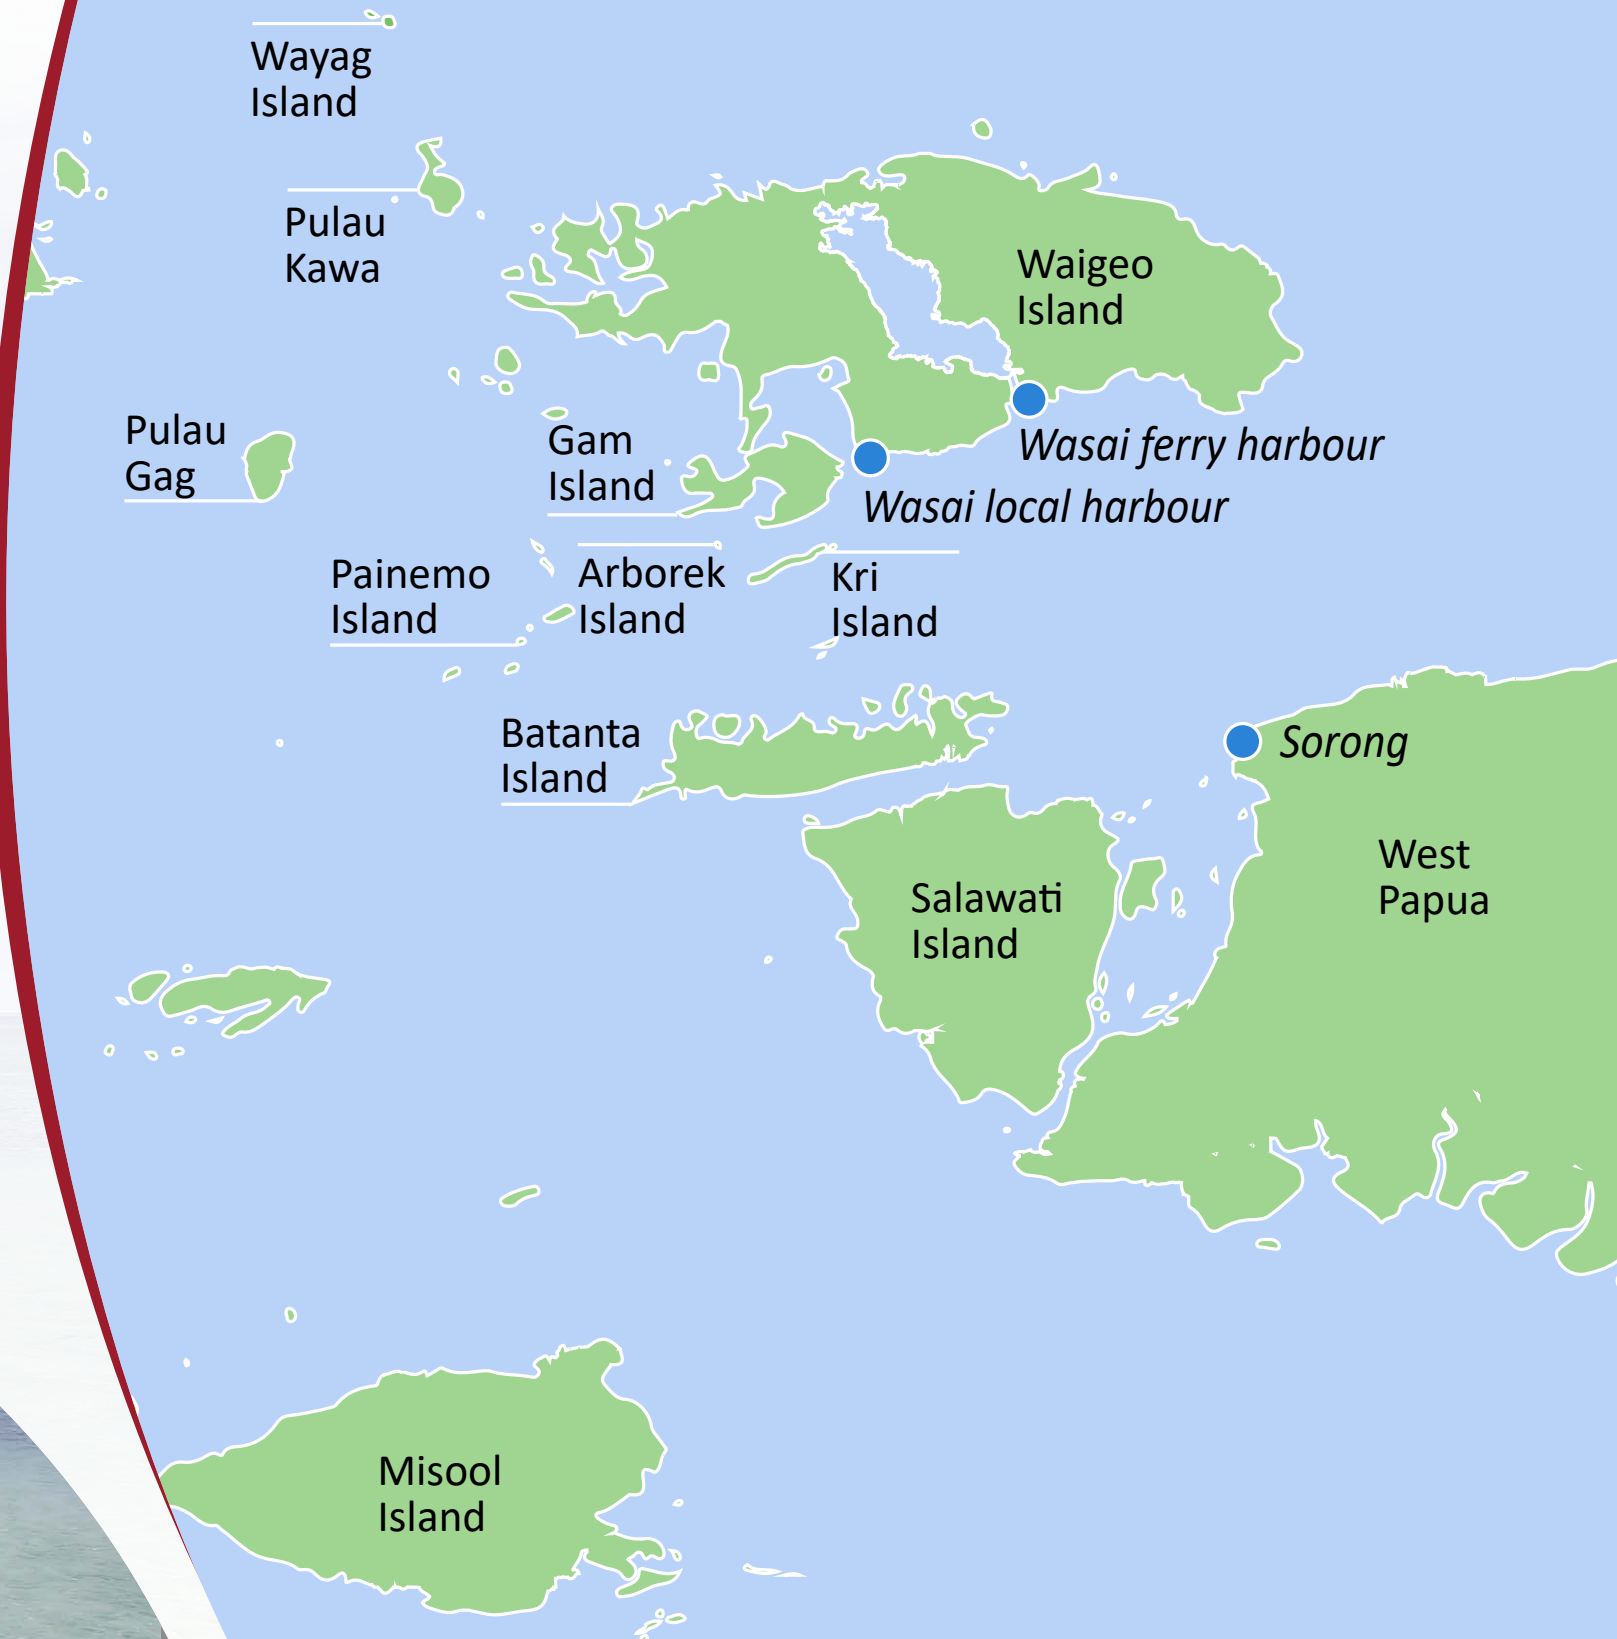 Wayag
Island
Pulau
Kawa
Waigeo
Island
Pulau
Gag
Gam
Island
Wasai ferry harbour
Wasai local harbour
Painemo
Island
Arborek
Island
Kri
Island
Batanta
Island
Sorong
West
Papua
Salawati
Island
Misool
Island